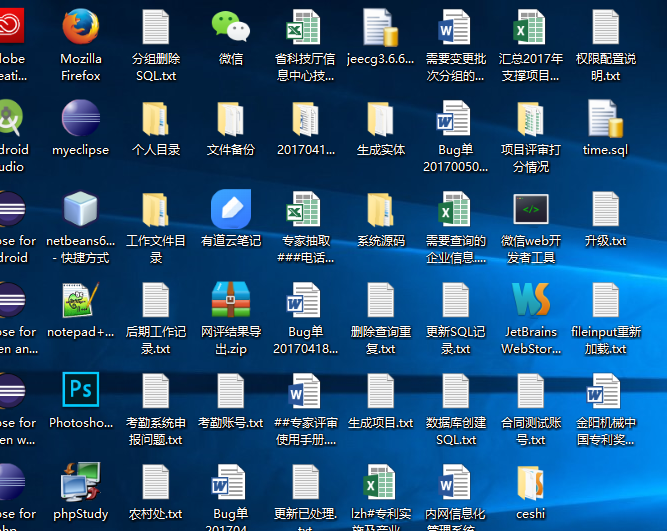 dobe
eati...
Mozilla
Firefox
分组删除
SQL.txt
微信
省科技厅信
息中心技...
jeecg3.6.6...
需要变更批
次分组的...
汇总2017年
支撑项目...
权限配置说
明.txt
droid
udio
myeclipse
个人目录
文件备份
2017041...
生成实体
Bug单
20170050...
项目评审打
分情况
time.sql
ose for
droid
netbeans6...
- 快捷方式
工作文件目
录
有道云笔记
专家抽取
###电话...
系统源码
需要查询的
企业信息....
微信web开
发者工具
升级.txt
ose for
en an...
notepad+...
后期工作记
录.txt
网评结果导
出.zip
Bug单
20170418...
删除查询重
复.txt
更新SQL记
录.txt
JetBrains
WebStor...
fileinput重新
加载.txt
ose for
en w...
Ps
Photosho...
考勤系统申
报问题.txt
考勤账号.txt
##专家评审
使用手册....
生成项目.txt
数据库创建
SQL.txt
合同测试账
号.txt
金阳机械中
国专利奖...
ose for
phpStudy
农村处.txt
Bug单
201704
更新已处理.
txt
lzh#专利实
施及产业
内网信息化
管理系统
ceshi